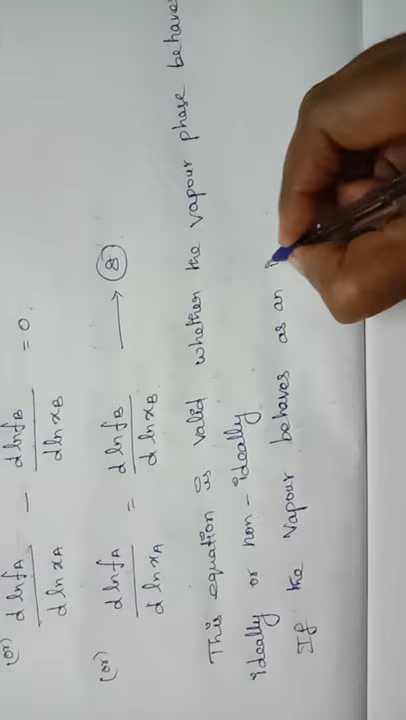 (or) d ln fA / d ln xA − d ln fB / d ln xB = 0.
(or) d ln fA / d ln xA = d ln fB / d ln xB → 8
This equation is valid whether the vapour phase behaves
ideally or non-ideally
If the vapour behaves as an i